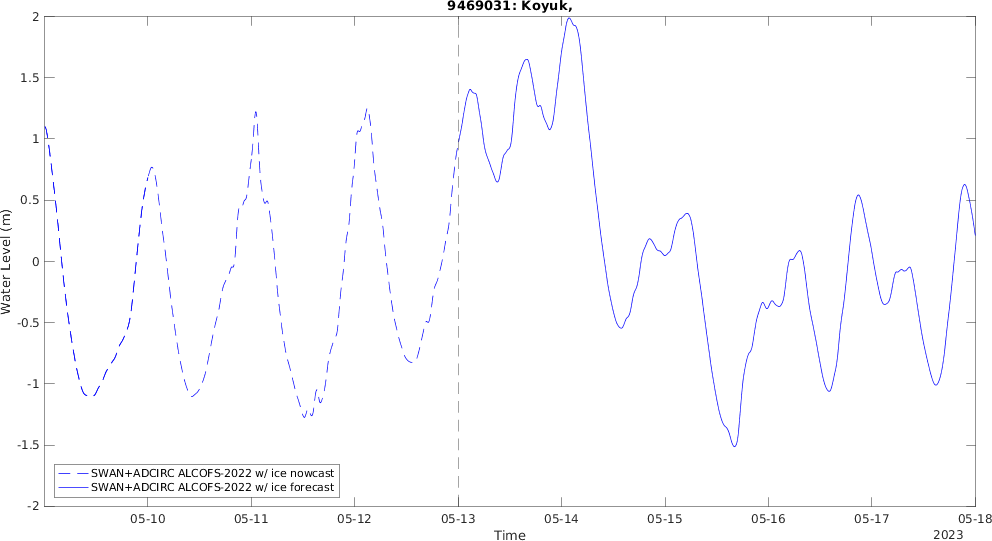 9469031: Koyuk,
2
1.5
1
0.5
0
-0.5
-1
-1.5
-2
Water Level (m)
SWAN+ADCIRC ALCOFS-2022 w/ ice nowcast
SWAN+ADCIRC ALCOFS-2022 w/ ice forecast
05-10 05-11 05-12 05-13 05-14 05-15 05-16 05-17 05-18
Time
2023